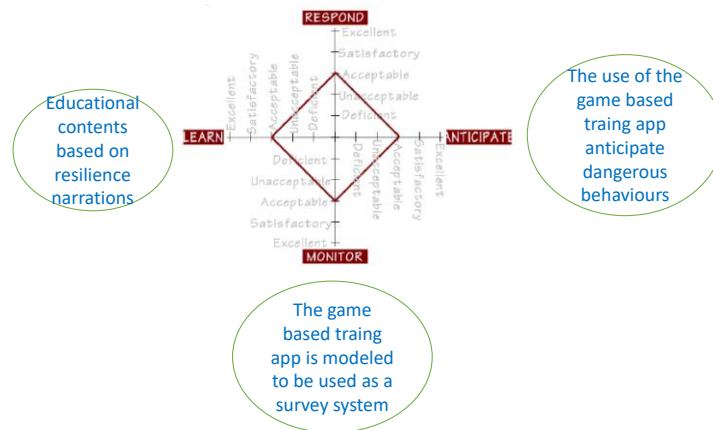 RESPOND
Excellent
Satisfactory
Acceptable
Unacceptable
Deficient
Educational
contents
based on
resilience
narrations
LEARN
Excellent
Satisfactory
Acceptable
Unacceptable
Deficient
ANTICIPATE
Deficient
Unacceptable
Acceptable
Satisfactory
Excellent
The use of the
game based
traing app
anticipate
dangerous
behaviours
Deficient
Unacceptable
Acceptable
Satisfactory
Excellent
MONITOR
The game
based traing
app is modeled
to be used as a
survey system